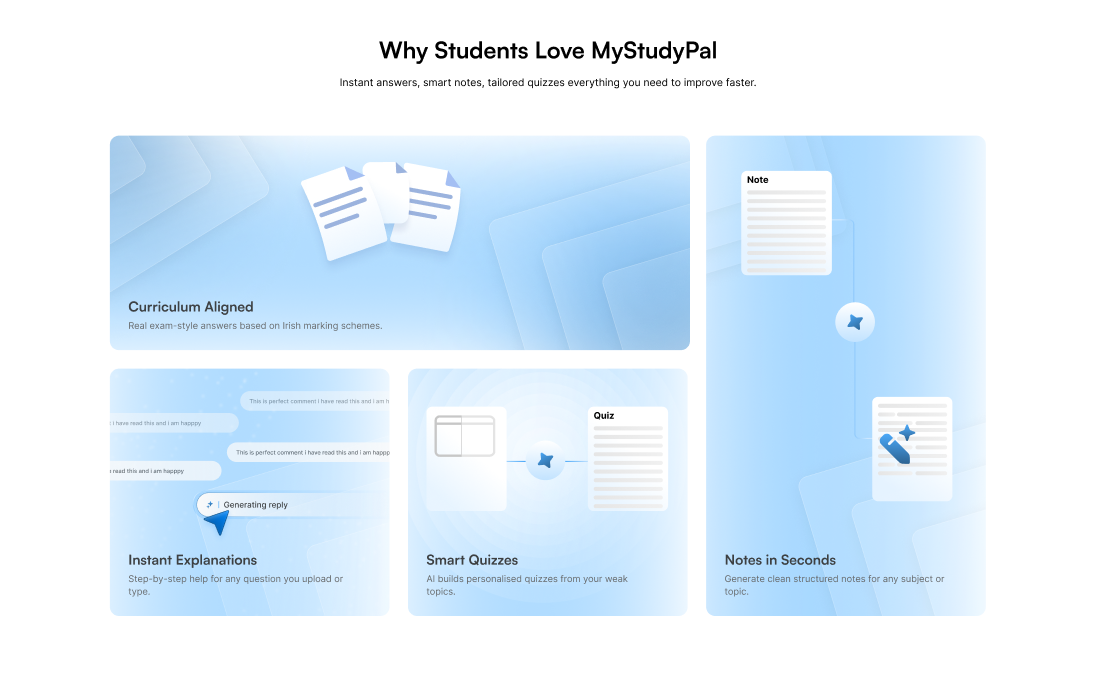 Why Students Love MyStudyPal
Instant answers, smart notes, tailored quizzes everything you need to improve faster.
Curriculum Aligned
Real exam-style answers based on Irish marking schemes.
Note
This is perfect comment i have read this and i am h
i have read this and i am happpy
This is perfect comment i have read this and i am happp
read this and i am happpy
Generating reply
Instant Explanations
Step-by-step help for any question you upload or
type.
Quiz
Smart Quizzes
AI builds personalised quizzes from your weak
topics.
Notes in Seconds
Generate clean structured notes for any subject or
topic.